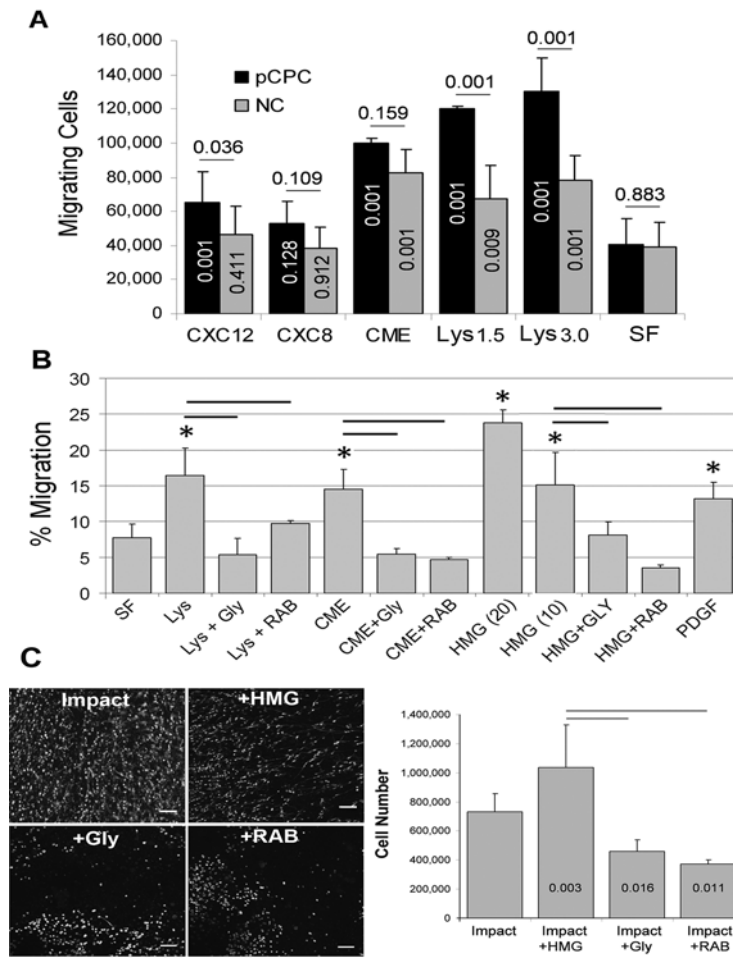 A
160,000
140,000
120,000
100,000
80,000
60,000
40,000
20,000
0
Migrating Cells
pCPC
NC
0.036
0.109
0.159
0.001
0.001
0.883
0.001
0.411
0.128
0.912
0.001
0.001
0.001
0.009
0.001
0.001
CXC12 CXC8 CME Lys 1.5 Lys 3.0 SF
B
30
25
20
15
10
5
0
% Migration
* * * * *
SF
Lys
Lys + Gly
Lys + RAB
CME
CME+Gly
CME+RAB
HMG (20)
HMG (10)
HMG+GLY
HMG+RAB
PDGF
C
Impact
+HMG
+Gly
+RAB
1,400,000
1,200,000
1,000,000
800,000
600,000
400,000
200,000
0
Cell Number
0.003
0.016
0.011
Impact Impact Impact Impact
+HMG +Gly +RAB